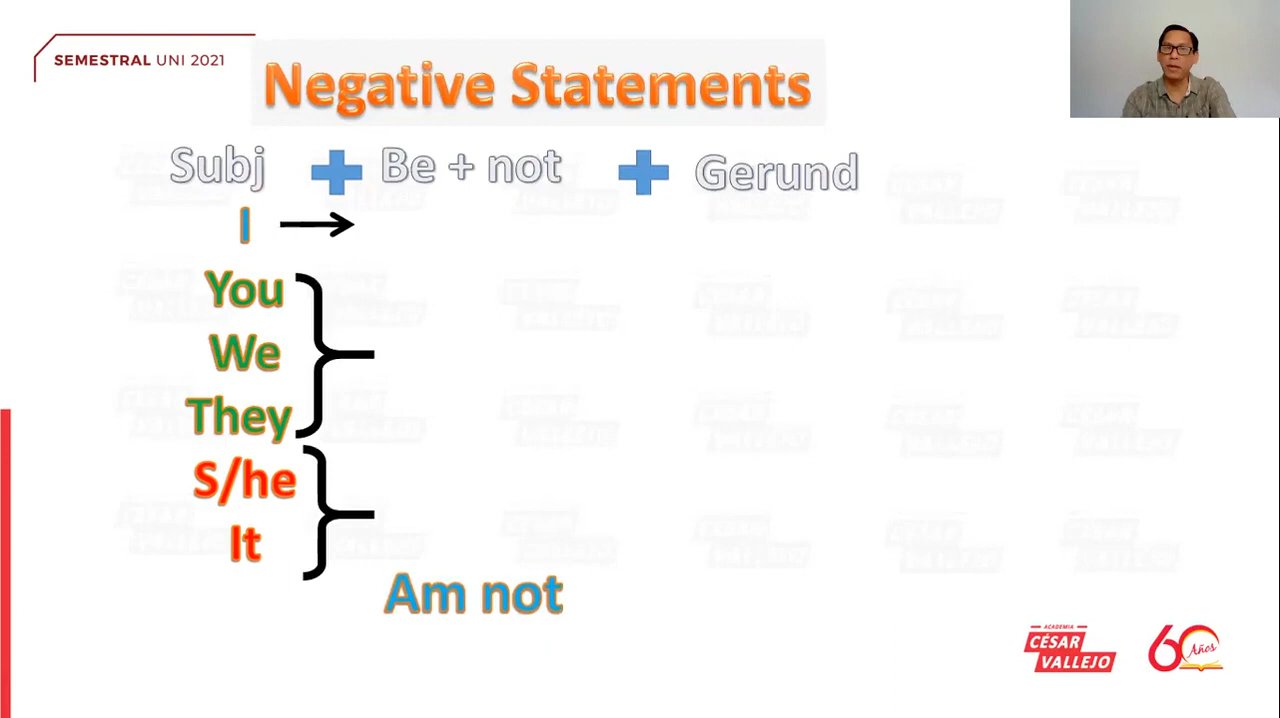 SEMESTRAL UNI 2021
Negative Statements
Subj + Be + not + Gerund
I
You
We
They
S/he
It
Am not
ACADEMIA
CÉSAR
VALLEJO
60 Años